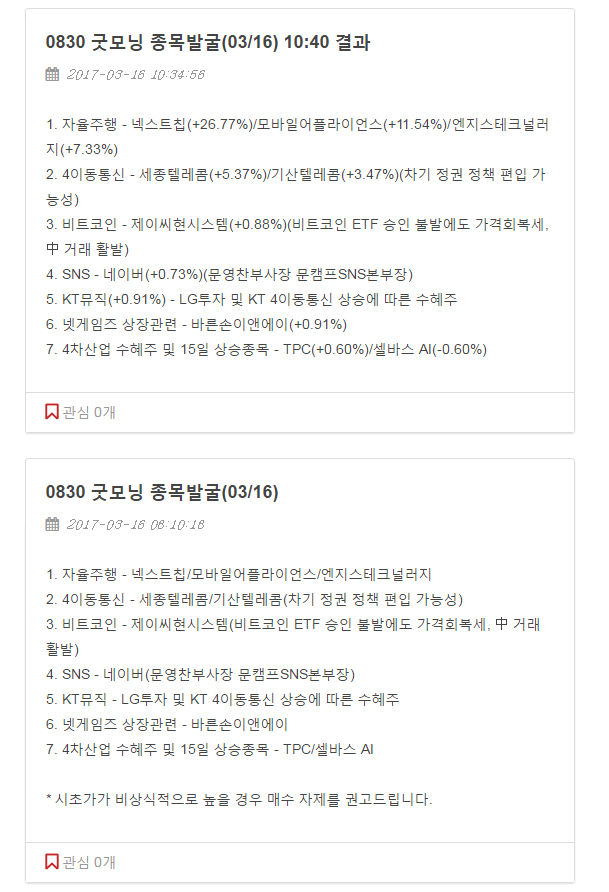 0830 굿모닝 종목발굴(03/16) 10:40 결과
2017-03-16 10:34:56
1. 자율주행 - 넥스트칩(+26.77%)/모바일어플라이언스(+11.54%)/엔지스테크널러
지(+7.33%)
2. 4이동통신 - 세종텔레콤(+5.37%)/기산텔레콤(+3.47%)(차기 정권 정책 편입 가
능성)
3. 비트코인 - 제이씨현시스템(+0.88%)(비트코인 ETF 승인 불발에도 가격회복세,
中 거래 활발)
4. SNS - 네이버(+0.73%)(문영찬부사장 문캠프SNS본부장)
5. KT뮤직(+0.91%) - LG투자 및 KT 4이동통신 상승에 따른 수혜주
6. 넷게임즈 상장관련 - 바른손이앤에이(+0.91%)
7. 4차산업 수혜주 및 15일 상승종목 - TPC(+0.60%)/셀바스 AI(-0.60%)
관심 0개
0830 굿모닝 종목발굴(03/16)
2017-03-16 08:10:18
1. 자율주행 - 넥스트칩/모바일어플라이언스/엔지스테크널러지
2. 4이동통신 - 세종텔레콤/기산텔레콤(차기 정권 정책 편입 가능성)
3. 비트코인 - 제이씨현시스템(비트코인 ETF 승인 불발에도 가격회복세, 中 거래
활발)
4. SNS - 네이버(문영찬부사장 문캠프SNS본부장)
5. KT뮤직 - LG투자 및 KT 4이동통신 상승에 따른 수혜주
6. 넷게임즈 상장관련 - 바른손이앤에이
7. 4차산업 수혜주 및 15일 상승종목 - TPC/셀바스 AI
* 시초가가 비상식적으로 높을 경우 매수 자제를 권고드립니다.
관심 0개